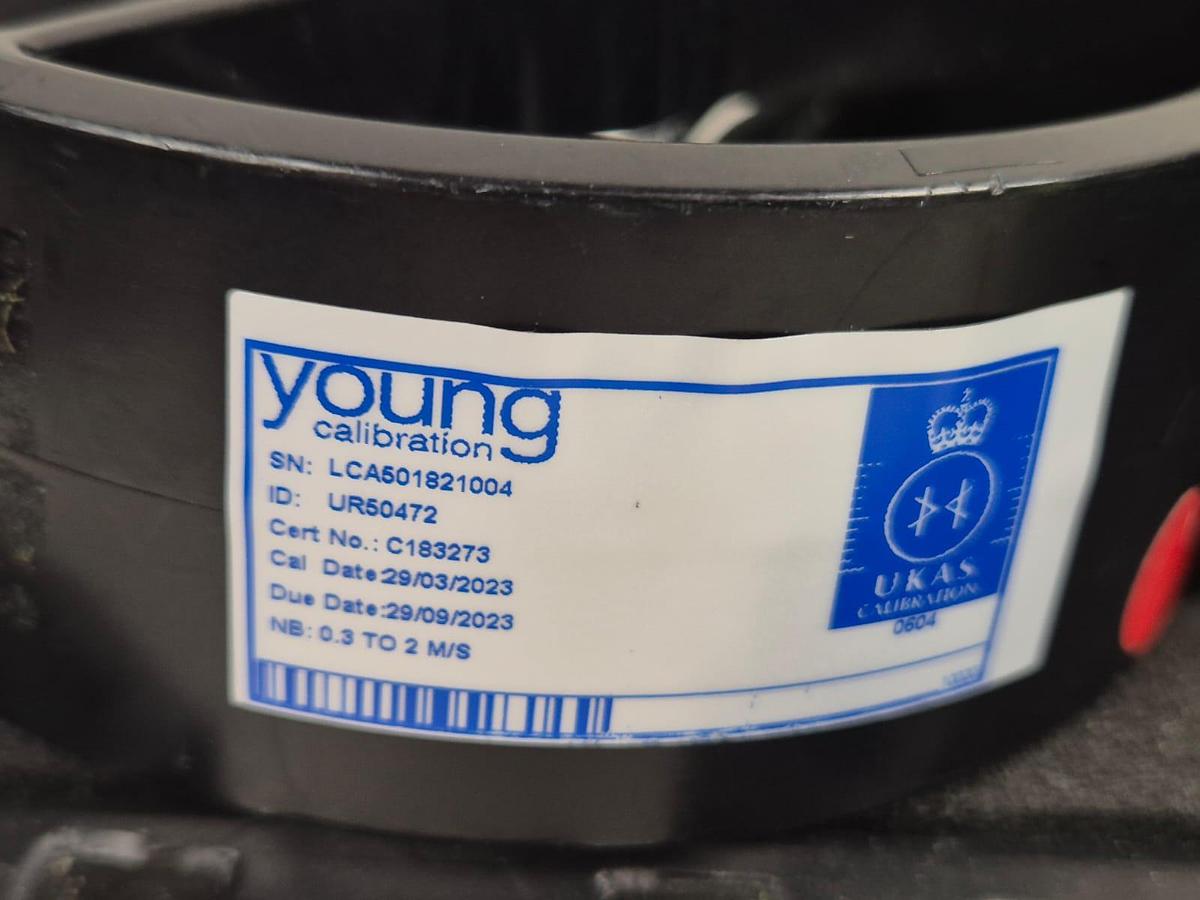 young
calibration
SN: LCA501821004
ID: UR50472
Cert No.: C183273
Cal Date:29/03/2023
Due Date:29/09/2023
NB: 0.3 TO 2 M/S
UKAS
CALIBRATION
0604